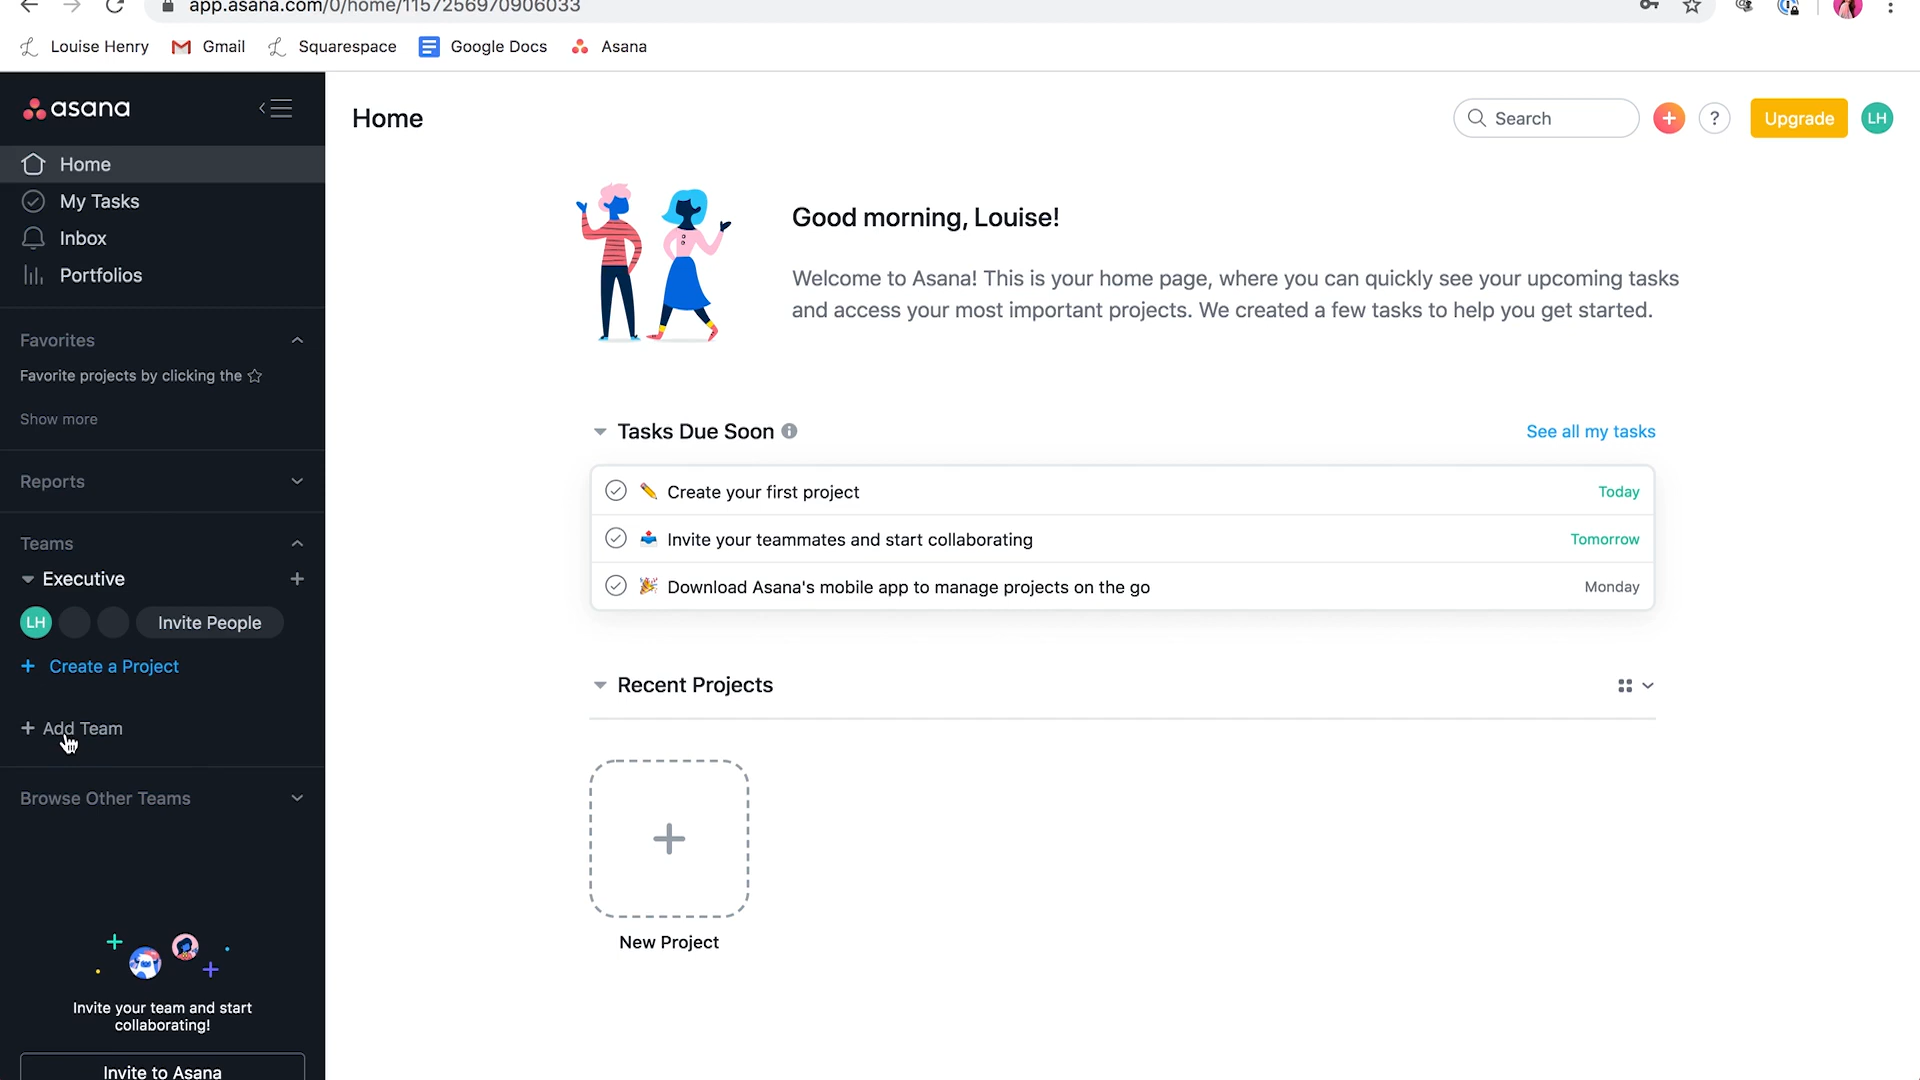 app.asana.com/0/home/1157256970906033
Louise Henry
Gmail
Squarespace
Google Docs
Asana
asana
Home
Search
?
Upgrade
LH
Home
My Tasks
Inbox
Portfolios
Good morning, Louise!
Welcome to Asana! This is your home page, where you can quickly see your upcoming tasks
and access your most important projects. We created a few tasks to help you get started.
Favorites
Favorite projects by clicking the
Show more
Reports
Teams
Executive
LH
Invite People
Create a Project
+ Add Team
Browse Other Teams
Invite your team and start
collaborating!
Invite to Asana
Tasks Due Soon
See all my tasks
Create your first project
Today
Invite your teammates and start collaborating
Tomorrow
Download Asana's mobile app to manage projects on the go
Monday
Recent Projects
New Project